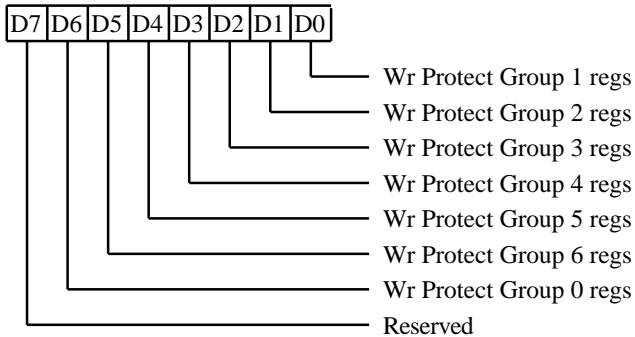 D7 D6 D5 D4 D3 D2 D1 D0
Wr Protect Group 1 regs
Wr Protect Group 2 regs
Wr Protect Group 3 regs
Wr Protect Group 4 regs
Wr Protect Group 5 regs
Wr Protect Group 6 regs
Wr Protect Group 0 regs
Reserved